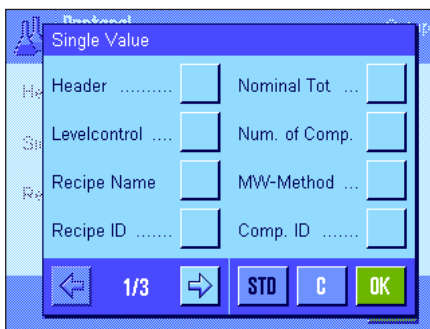 Single Value
Header ..........
Nominal Tot ...
Levelcontrol ....
Num. of Comp.
Recipe Name
MW-Method ...
Recipe ID .......
Comp. ID .......
1/3
STD
C
OK